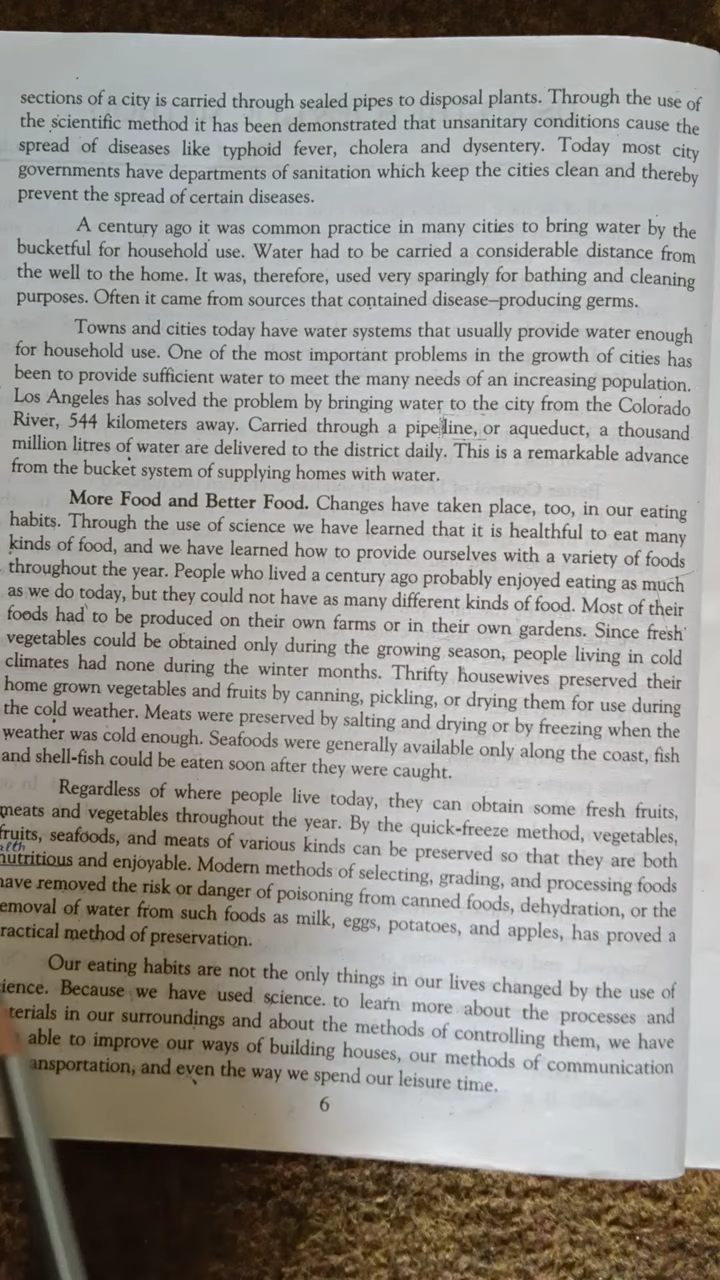 sections of a city is carried through sealed pipes to disposal plants. Through the use of
the scientific method it has been demonstrated that unsanitary conditions cause the
spread of diseases like typhoid fever, cholera and dysentery. Today most city
governments have departments of sanitation which keep the cities clean and thereby
prevent the spread of certain diseases.
A century ago it was common practice in many cities to bring water by the
bucketful for household use. Water had to be carried a considerable distance from
the well to the home. It was, therefore, used very sparingly for bathing and cleaning
purposes. Often it came from sources that contained disease–producing germs.
Towns and cities today have water systems that usually provide water enough
for household use. One of the most important problems in the growth of cities has
been to provide sufficient water to meet the many needs of an increasing population.
Los Angeles has solved the problem by bringing water to the city from the Colorado
River, 544 kilometers away. Carried through a pipe line, or aqueduct, a thousand
million litres of water are delivered to the district daily. This is a remarkable advance
from the bucket system of supplying homes with water.
More Food and Better Food. Changes have taken place, too, in our eating
habits. Through the use of science we have learned that it is healthful to eat many
kinds of food, and we have learned how to provide ourselves with a variety of foods
throughout the year. People who lived a century ago probably enjoyed eating as much
as we do today, but they could not have as many different kinds of food. Most of their
foods had to be produced on their own farms or in their own gardens. Since fresh
vegetables could be obtained only during the growing season, people living in cold
climates had none during the winter months. Thrifty housewives preserved their
home grown vegetables and fruits by canning, pickling, or drying them for use during
the cold weather. Meats were preserved by salting and drying or by freezing when the
weather was cold enough. Seafoods were generally available only along the coast, fish
and shell-fish could be eaten soon after they were caught.
Regardless of where people live today, they can obtain some fresh fruits,
meats and vegetables throughout the year. By the quick-freeze method, vegetables,
fruits, seafoods, and meats of various kinds can be preserved so that they are both
nutritious and enjoyable. Modern methods of selecting, grading, and processing foods
have removed the risk or danger of poisoning from canned foods, dehydration, or the
emoval of water from such foods as milk, eggs, potatoes, and apples, has proved a
ractical method of preservation.
Our eating habits are not the only things in our lives changed by the use of
ience. Because we have used science. to learn more about the processes and
terials in our surroundings and about the methods of controlling them, we have
able to improve our ways of building houses, our methods of communication
ansportation, and even the way we spend our leisure time.
6